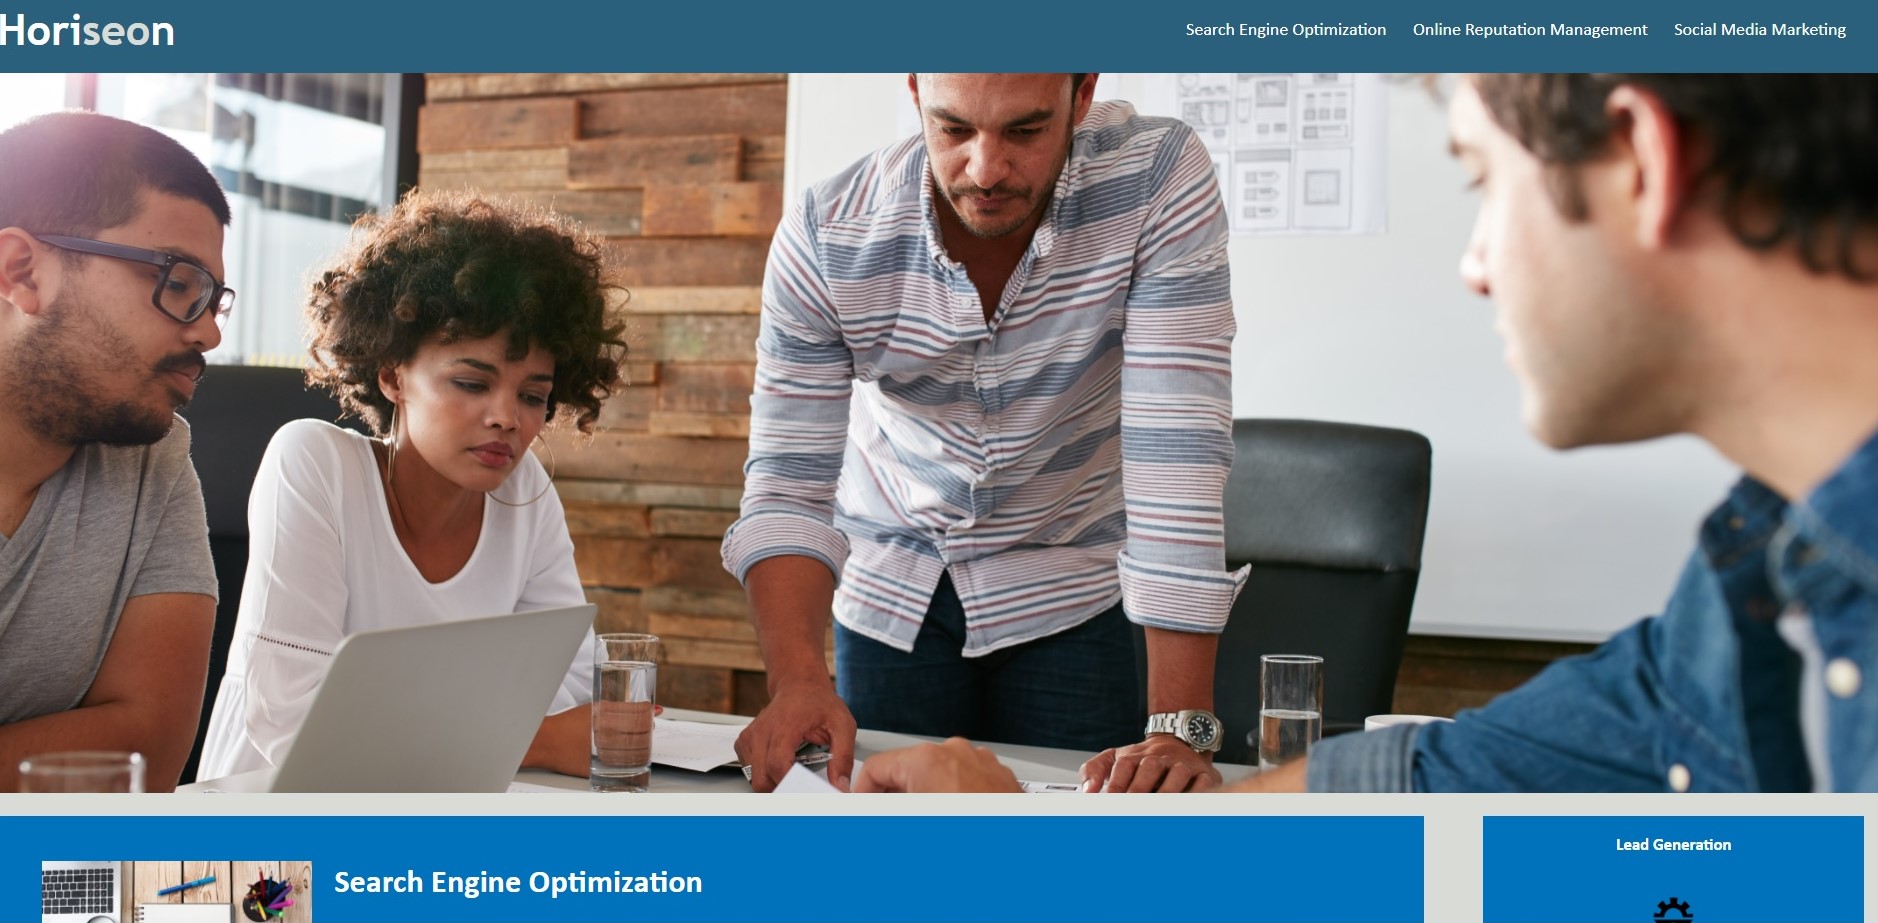 Horiseon
Search Engine Optimization
Online Reputation Management
Social Media Marketing
Search Engine Optimization
Lead Generation